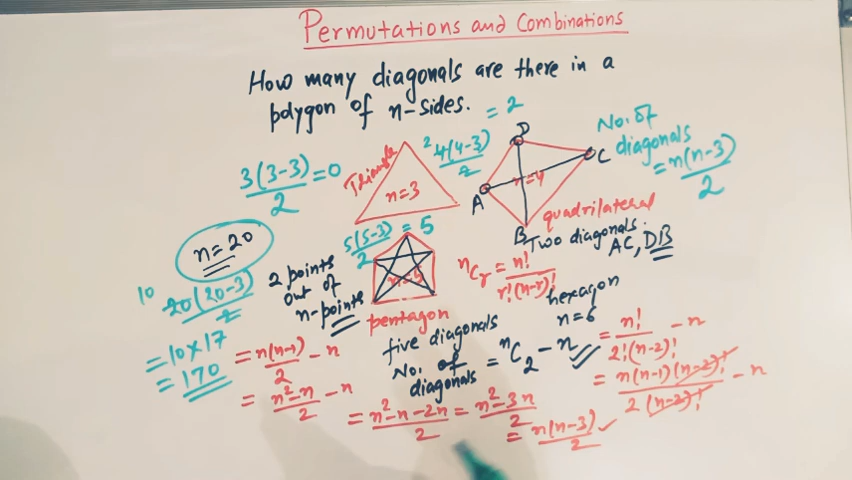 Permutations and Combinations
How many diagonals are there in a
polygon of n-sides.
3(3-3)/2 = 0
Triangle
n=3
4(4-3)/2 = 2
2
D
C
A
B
n=4
No. of
diagonals
= n(n-3)/2
quadrilateral
Two diagonals.
AC, DB
n=20
10
20(20-3)/2
= 10 × 17
= 170
2 points
out of
n-points
5(5-3)/2 = 5
n=5
pentagon
five diagonals
nCr = n!/r!(n-r)!
hexagon
n=6
No. of
diagonals
= nC2 - n
= n!/2!(n-2)! - n
= n(n-1)(n-2)!/2(n-2)! - n
= n(n-1)/2 - n
= n²-n/2 - n
= n²-n-2n/2 = n²-3n/2
= n(n-3)/2